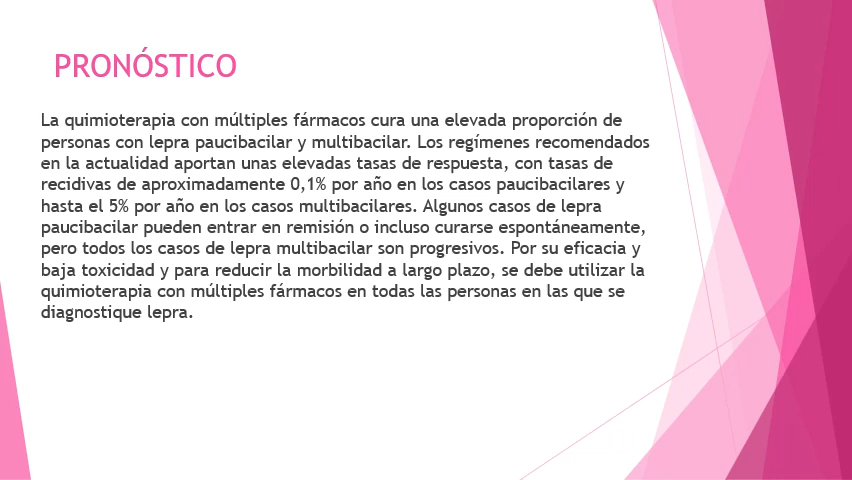 PRONÓSTICO
La quimioterapia con múltiples fármacos cura una elevada proporción de
personas con lepra paucibacilar y multibacilar. Los regímenes recomendados
en la actualidad aportan unas elevadas tasas de respuesta, con tasas de
recidivas de aproximadamente 0,1% por año en los casos paucibacilares y
hasta el 5% por año en los casos multibacilares. Algunos casos de lepra
paucibacilar pueden entrar en remisión o incluso curarse espontáneamente,
pero todos los casos de lepra multibacilar son progresivos. Por su eficacia y
baja toxicidad y para reducir la morbilidad a largo plazo, se debe utilizar la
quimioterapia con múltiples fármacos en todas las personas en las que se
diagnostique lepra.